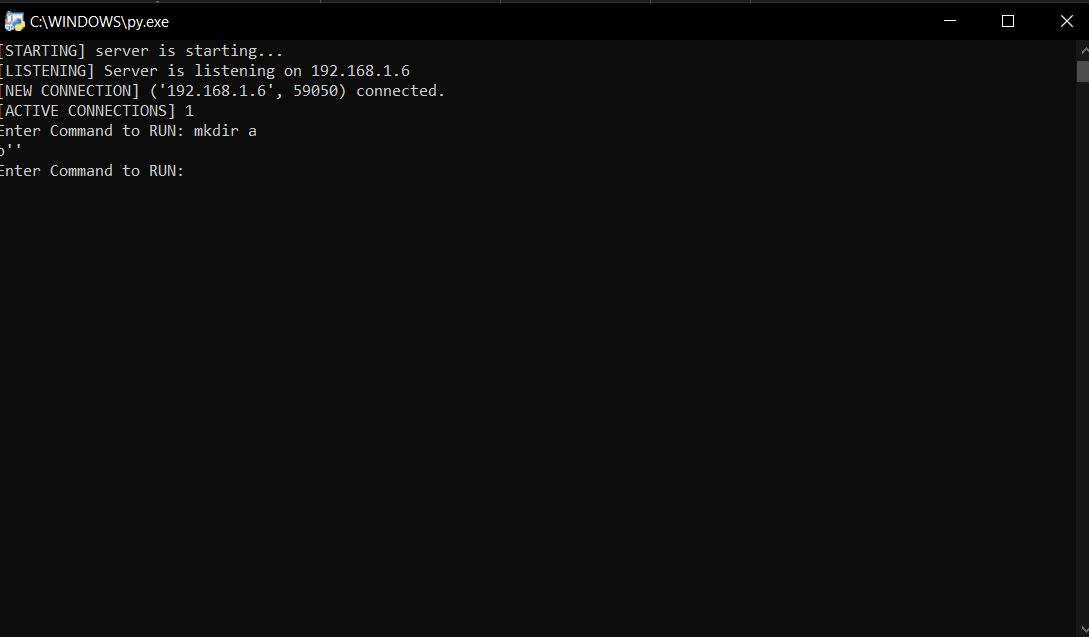 C:\WINDOWS\py.exe
[STARTING] server is starting...
[LISTENING] Server is listening on 192.168.1.6
[NEW CONNECTION] ('192.168.1.6', 59050) connected.
[ACTIVE CONNECTIONS] 1
Enter Command to RUN: mkdir a
b''
Enter Command to RUN: